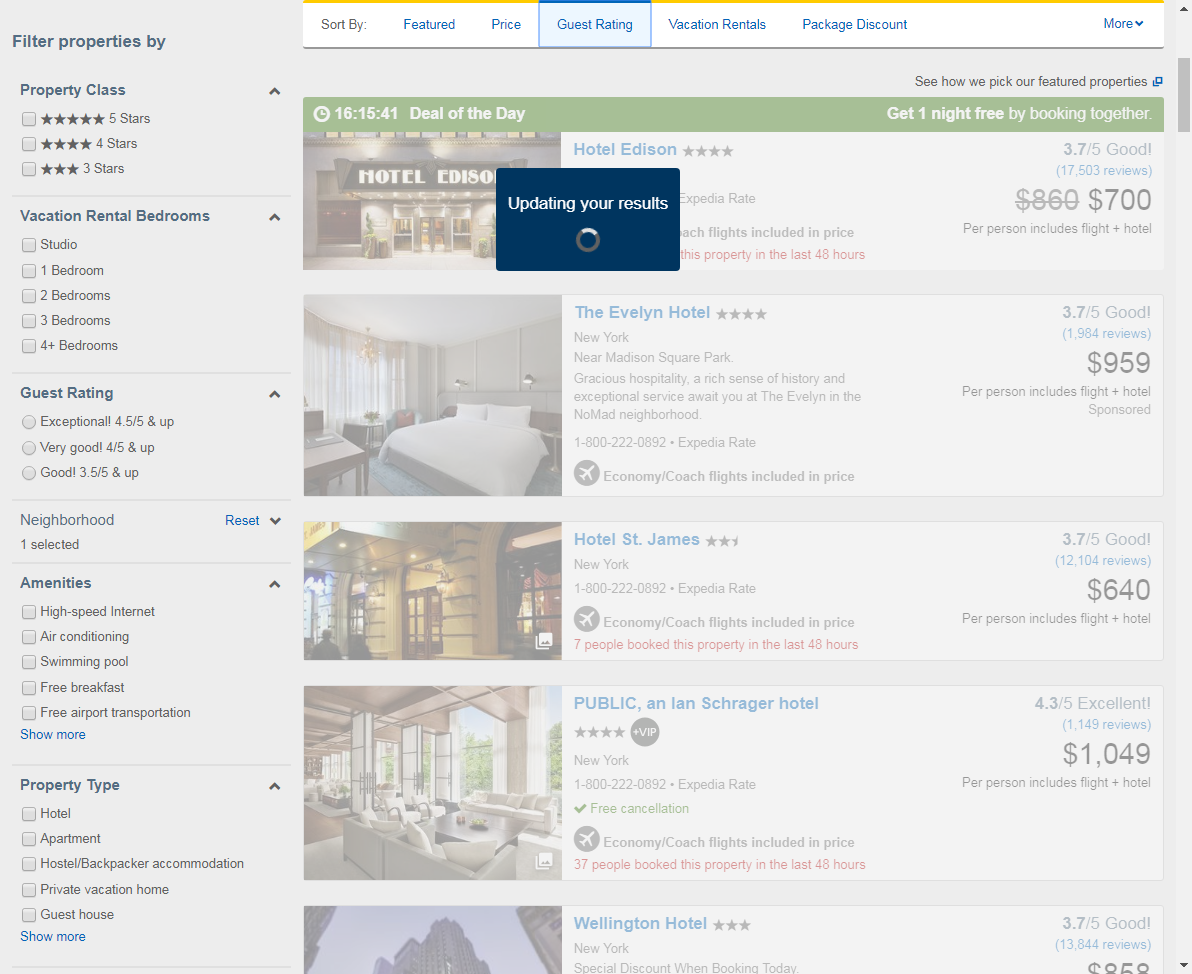 Filter properties by
Property Class
★★★★★ 5 Stars
★★★★ 4 Stars
★★★ 3 Stars
Vacation Rental Bedrooms
Studio
1 Bedroom
2 Bedrooms
3 Bedrooms
4+ Bedrooms
Guest Rating
Exceptional! 4.5/5 & up
Very good! 4/5 & up
Good! 3.5/5 & up
Neighborhood Reset
1 selected
Amenities
High-speed Internet
Air conditioning
Swimming pool
Free breakfast
Free airport transportation
Show more
Property Type
Hotel
Apartment
Hostel/Backpacker accommodation
Private vacation home
Guest house
Show more
Sort By: Featured Price Guest Rating Vacation Rentals Package Discount More
See how we pick our featured properties
16:15:41 Deal of the Day Get 1 night free by booking together.
HOTEL EDISO
Hotel Edison ★★★★
3.7/5 Good!
(17,503 reviews)
$860 $700
Per person includes flight + hotel
Updating your results
Expedia Rate
flights included in price
this property in the last 48 hours
The Evelyn Hotel ★★★★
New York
Near Madison Square Park.
Gracious hospitality, a rich sense of history and
exceptional service await you at The Evelyn in the
NoMad neighborhood.
1-800-222-0892 • Expedia Rate
Economy/Coach flights included in price
3.7/5 Good!
(1,984 reviews)
$959
Per person includes flight + hotel
Sponsored
Hotel St. James
New York
1-800-222-0892 • Expedia Rate
Economy/Coach flights included in price
7 people booked this property in the last 48 hours
3.7/5 Good!
(12,104 reviews)
$640
Per person includes flight + hotel
PUBLIC, an Ian Schrager hotel
★★★★ +VIP
New York
1-800-222-0892 • Expedia Rate
Free cancellation
Economy/Coach flights included in price
37 people booked this property in the last 48 hours
4.3/5 Excellent!
(1,149 reviews)
$1,049
Per person includes flight + hotel
Wellington Hotel ★★★
New York
Special Discount When Booking Today.
3.7/5 Good!
(13,844 reviews)
$858